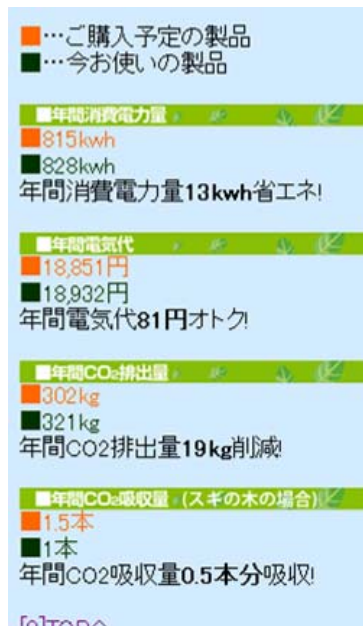 ■…ご購入予定の製品
■…今お使いの製品
■年間消費電力量
■815kwh
■828kwh
年間消費電力量13kwh省エネ!
■年間電気代
■18,851円
■18,932円
年間電気代81円オトク!
■年間CO₂排出量
■302kg
■321kg
年間CO2排出量19kg削減!
■年間CO₂吸収量 (スギの木の場合)
■1.5本
■1本
年間CO2吸収量0.5本分吸収!
[0]TOPへ